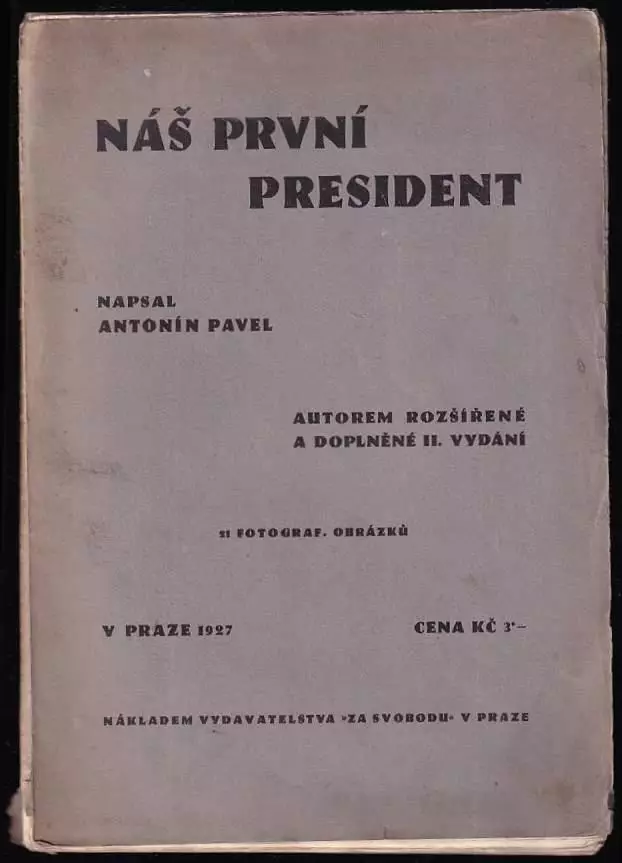 NÁŠ PRVNÍ
PRESIDENT
NAPSAL
ANTONÍN PAVEL
AUTOREM ROZŠÍŘENÉ
A DOPLNĚNÉ II. VYDÁNÍ
21 FOTOGRAF. OBRÁZKŮ
V PRAZE 1927
CENA KČ 3·–
NÁKLADEM VYDAVATELSTVA »ZA SVOBODU« V PRAZE